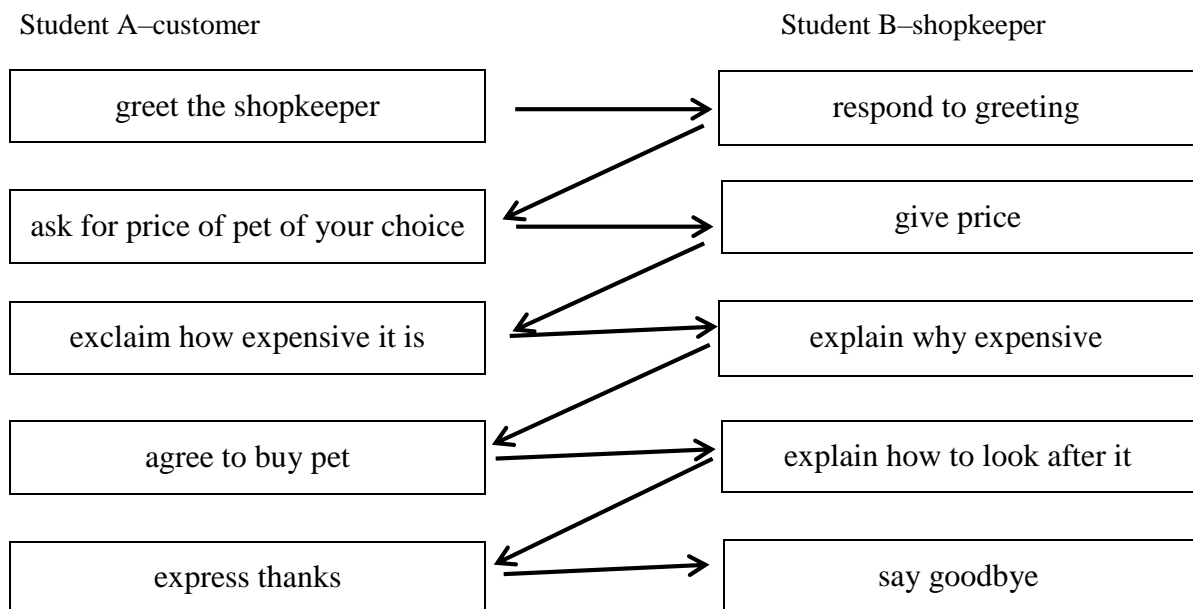 Student A–customer
Student B–shopkeeper
greet the shopkeeper
respond to greeting
ask for price of pet of your choice
give price
exclaim how expensive it is
explain why expensive
agree to buy pet
explain how to look after it
express thanks
say goodbye